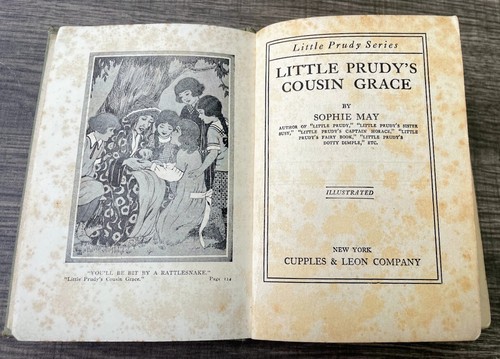 "YOU'LL BE BIT BY A RATTLESNAKE."
"Little Prudy's Cousin Grace." Page 124
Little Prudy Series
LITTLE PRUDY'S
COUSIN GRACE
BY
SOPHIE MAY
AUTHOR OF "LITTLE PRUDY," "LITTLE PRUDY'S SISTER
SUSY," "LITTLE PRUDY'S CAPTAIN HORACE," "LITTLE
PRUDY'S FAIRY BOOK," "LITTLE PRUDY'S
DOTTY DIMPLE," ETC.
ILLUSTRATED
NEW YORK
CUPPLES & LEON COMPANY